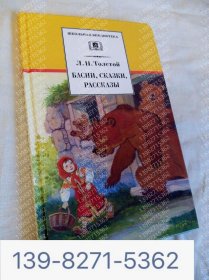 ШКОЛЬНАЯ БИБЛИОТЕКА
Л.Н.Толстой
БАСНИ, СКАЗКИ,
РАССКАЗЫ
139-8271-5362